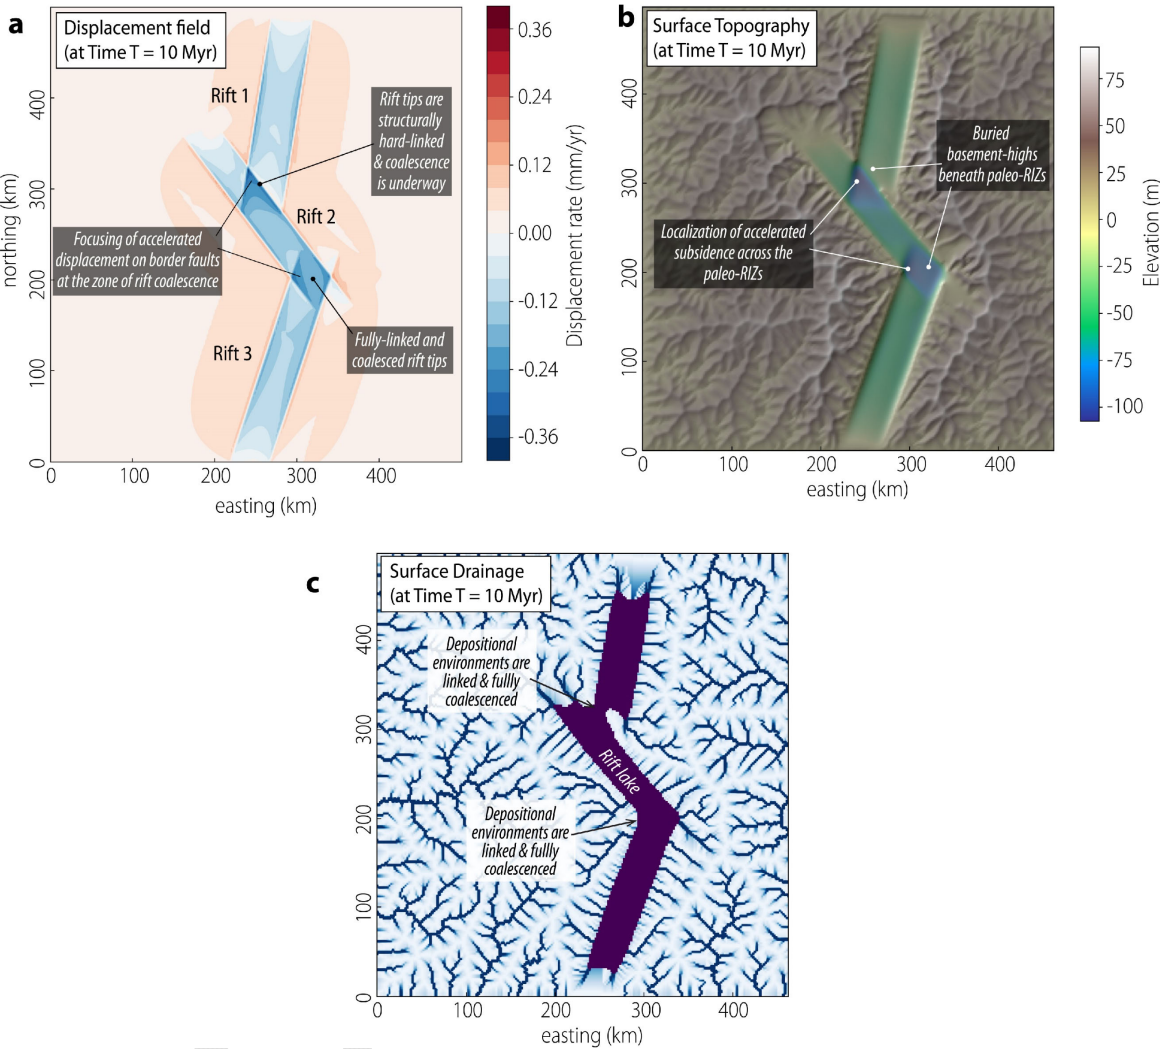 a
Displacement field
(at Time T = 10 Myr)
Rift 1
Rift tips are
structurally
hard-linked
& coalescence
is underway
Rift 2
Focusing of accelerated
displacement on border faults
at the zone of rift coalescence
Rift 3
Fully-linked and
coalesced rift tips
northing (km)
400
300
200
100
0
0
100
200
300
400
easting (km)
0.36
0.24
0.12
0.00
-0.12
-0.24
-0.36
Displacement rate (mm/yr)
b
Surface Topography
(at Time T = 10 Myr)
Buried
basement-highs
beneath paleo-RIZs
Localization of accelerated
subsidence across the
paleo-RIZs
400
300
200
100
0
0
100
200
300
400
easting (km)
75
50
25
0
-25
-50
-75
-100
Elevation (m)
c
Surface Drainage
(at Time T = 10 Myr)
Depositional
environments are
linked & fullly
coalescenced
Rift lake
Depositional
environments are
linked & fullly
coalescenced
400
300
200
100
0
0
100
200
300
400
easting (km)